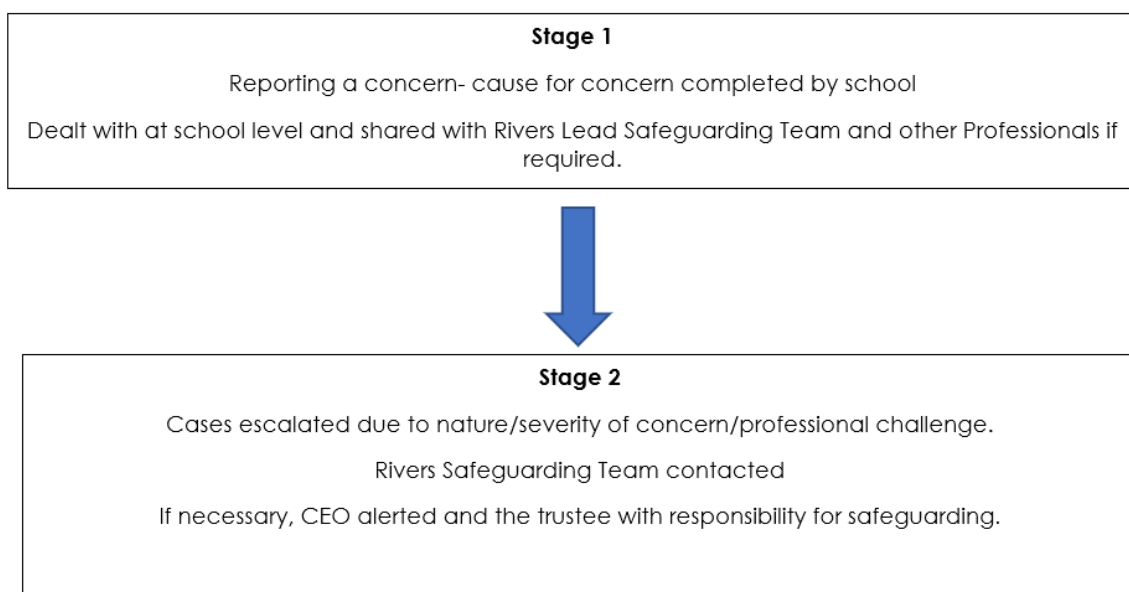 Stage 1
Reporting a concern- cause for concern completed by school
Dealt with at school level and shared with Rivers Lead Safeguarding Team and other Professionals if
required.
Stage 2
Cases escalated due to nature/severity of concern/professional challenge.
Rivers Safeguarding Team contacted
If necessary, CEO alerted and the trustee with responsibility for safeguarding.